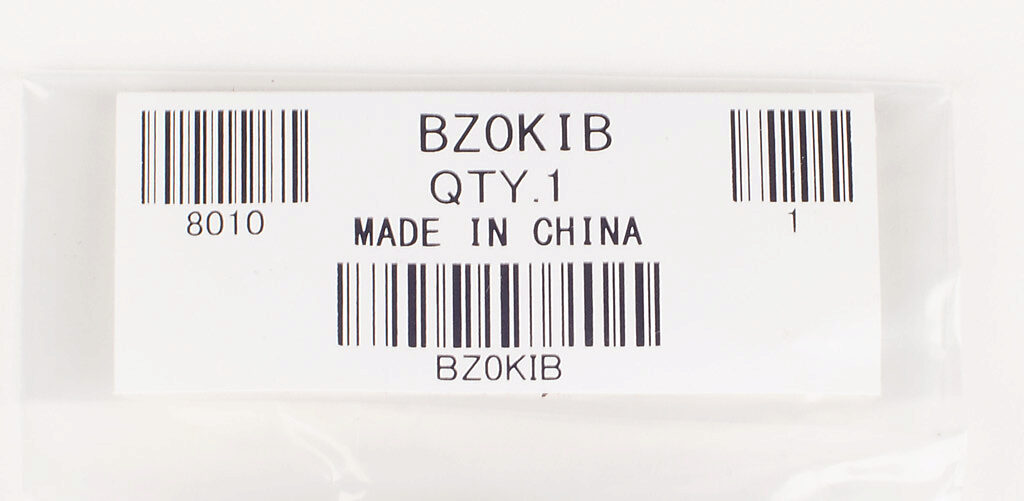 BZ0KIB
QTY.1
8010
1
MADE IN CHINA
BZ0KIB